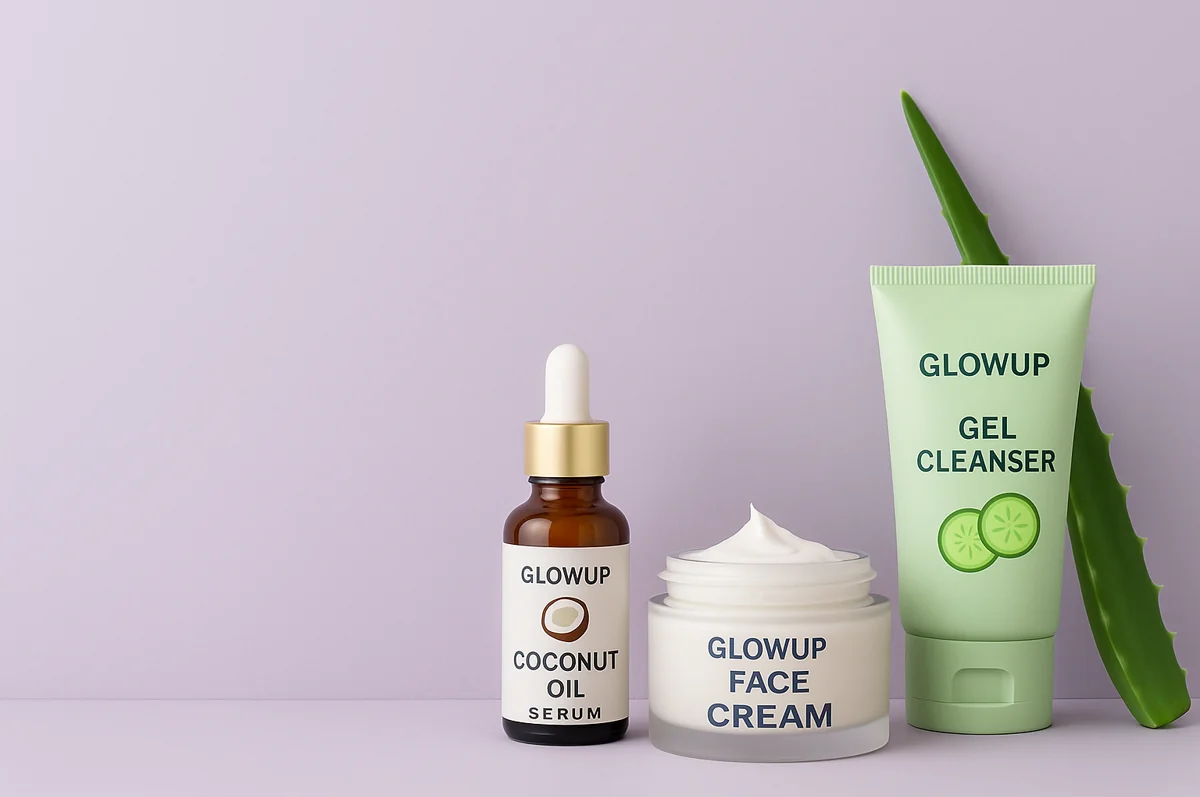 GLOWUP
COCONUT
OIL
SERUM
GLOWUP
FACE
CREAM
GLOWUP
GEL
CLEANSER